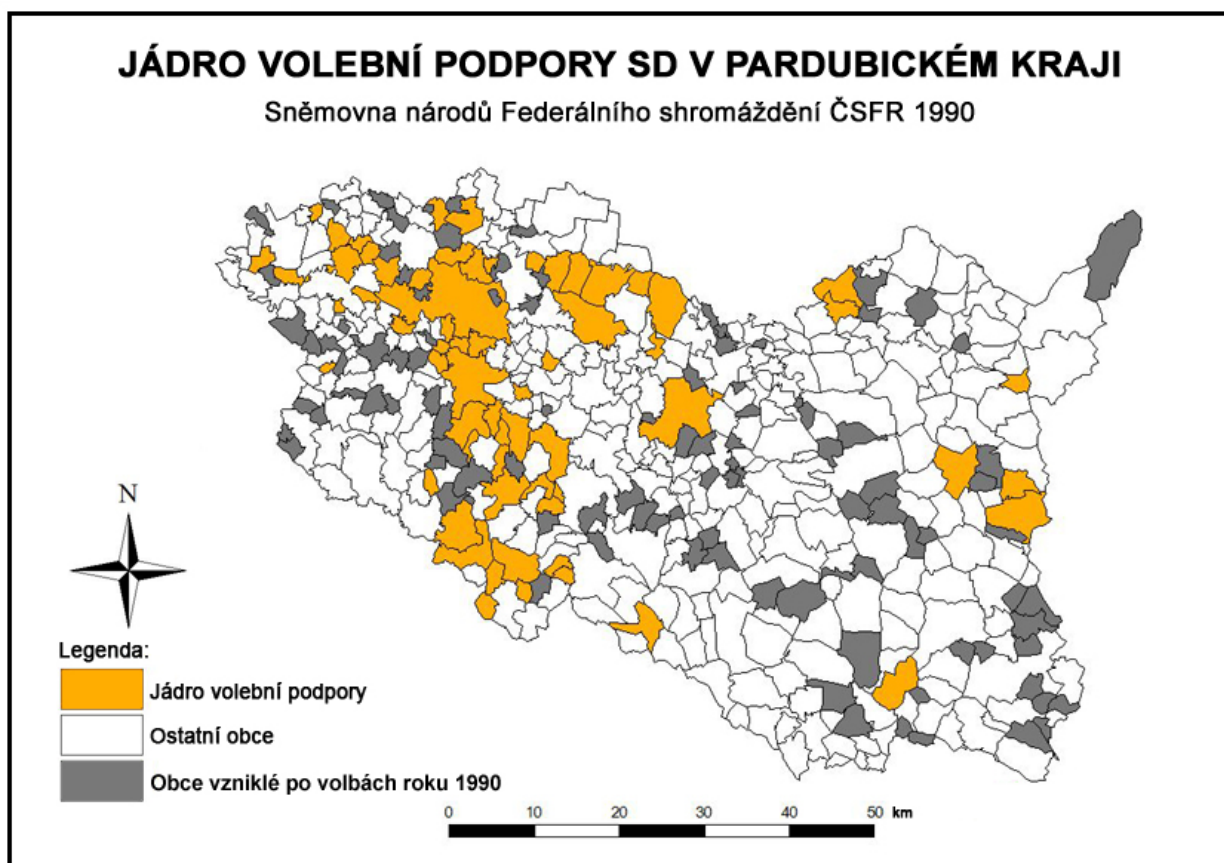 JÁDRO VOLEBNÍ PODPORY SD V PARDUBICKÉM KRAJI
Sněmovna národů Federálního shromáždění ČSFR 1990
N
Legenda:
Jádro volební podpory
Ostatní obce
Obce vzniklé po volbách roku 1990
0 10 20 30 40 50 km